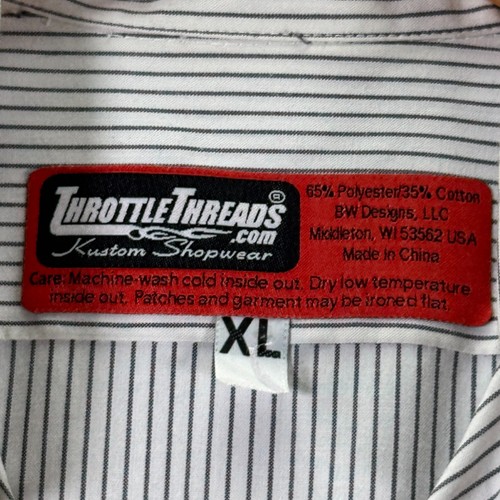 THROTTLETHREADS®
.com
Kustom Shopwear
65% Polyester/35% Cotton
BW Designs, LLC
Middleton, WI 53562 USA
Made in China
Care: Machine-wash cold inside out. Dry low temperature
inside out. Patches and garment may be ironed flat.
XL